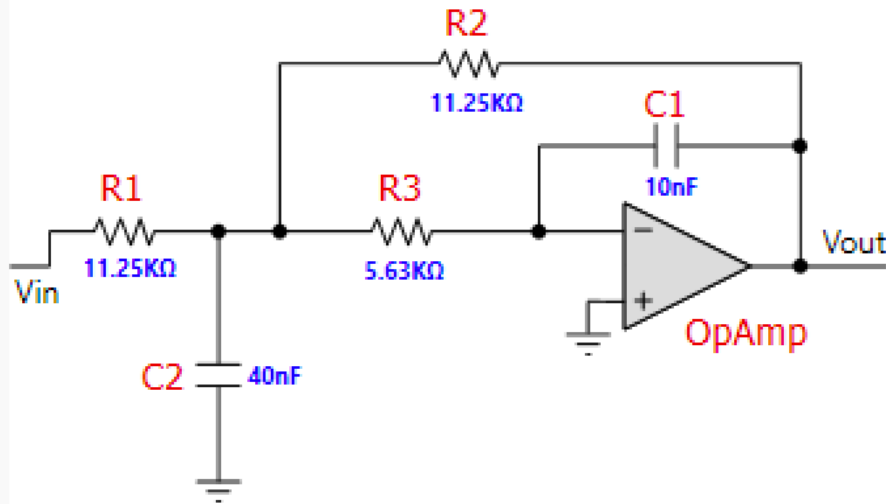 R2
11.25KΩ
C1
10nF
R1
11.25KΩ
R3
5.63KΩ
Vin
Vout
OpAmp
C2
40nF